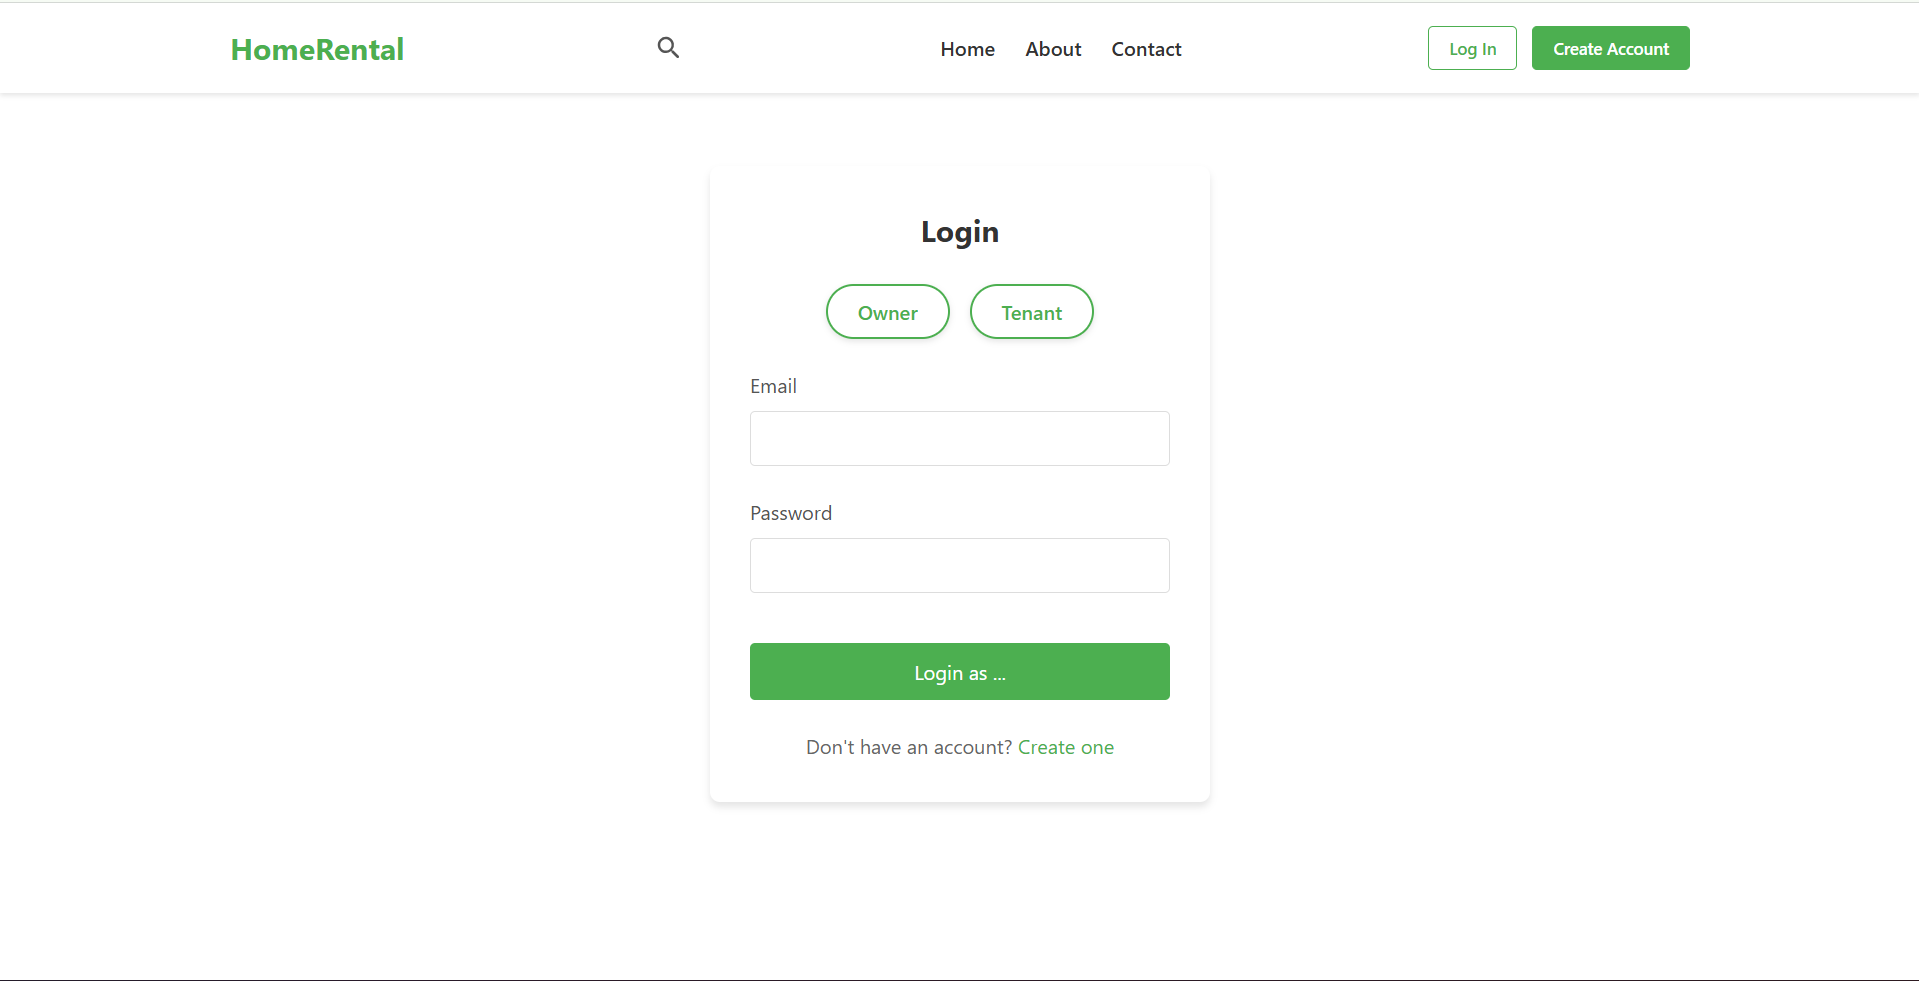 HomeRental Home About Contact Log In Create Account
Login
Owner Tenant
Email
Password
Login as ...
Don't have an account? Create one